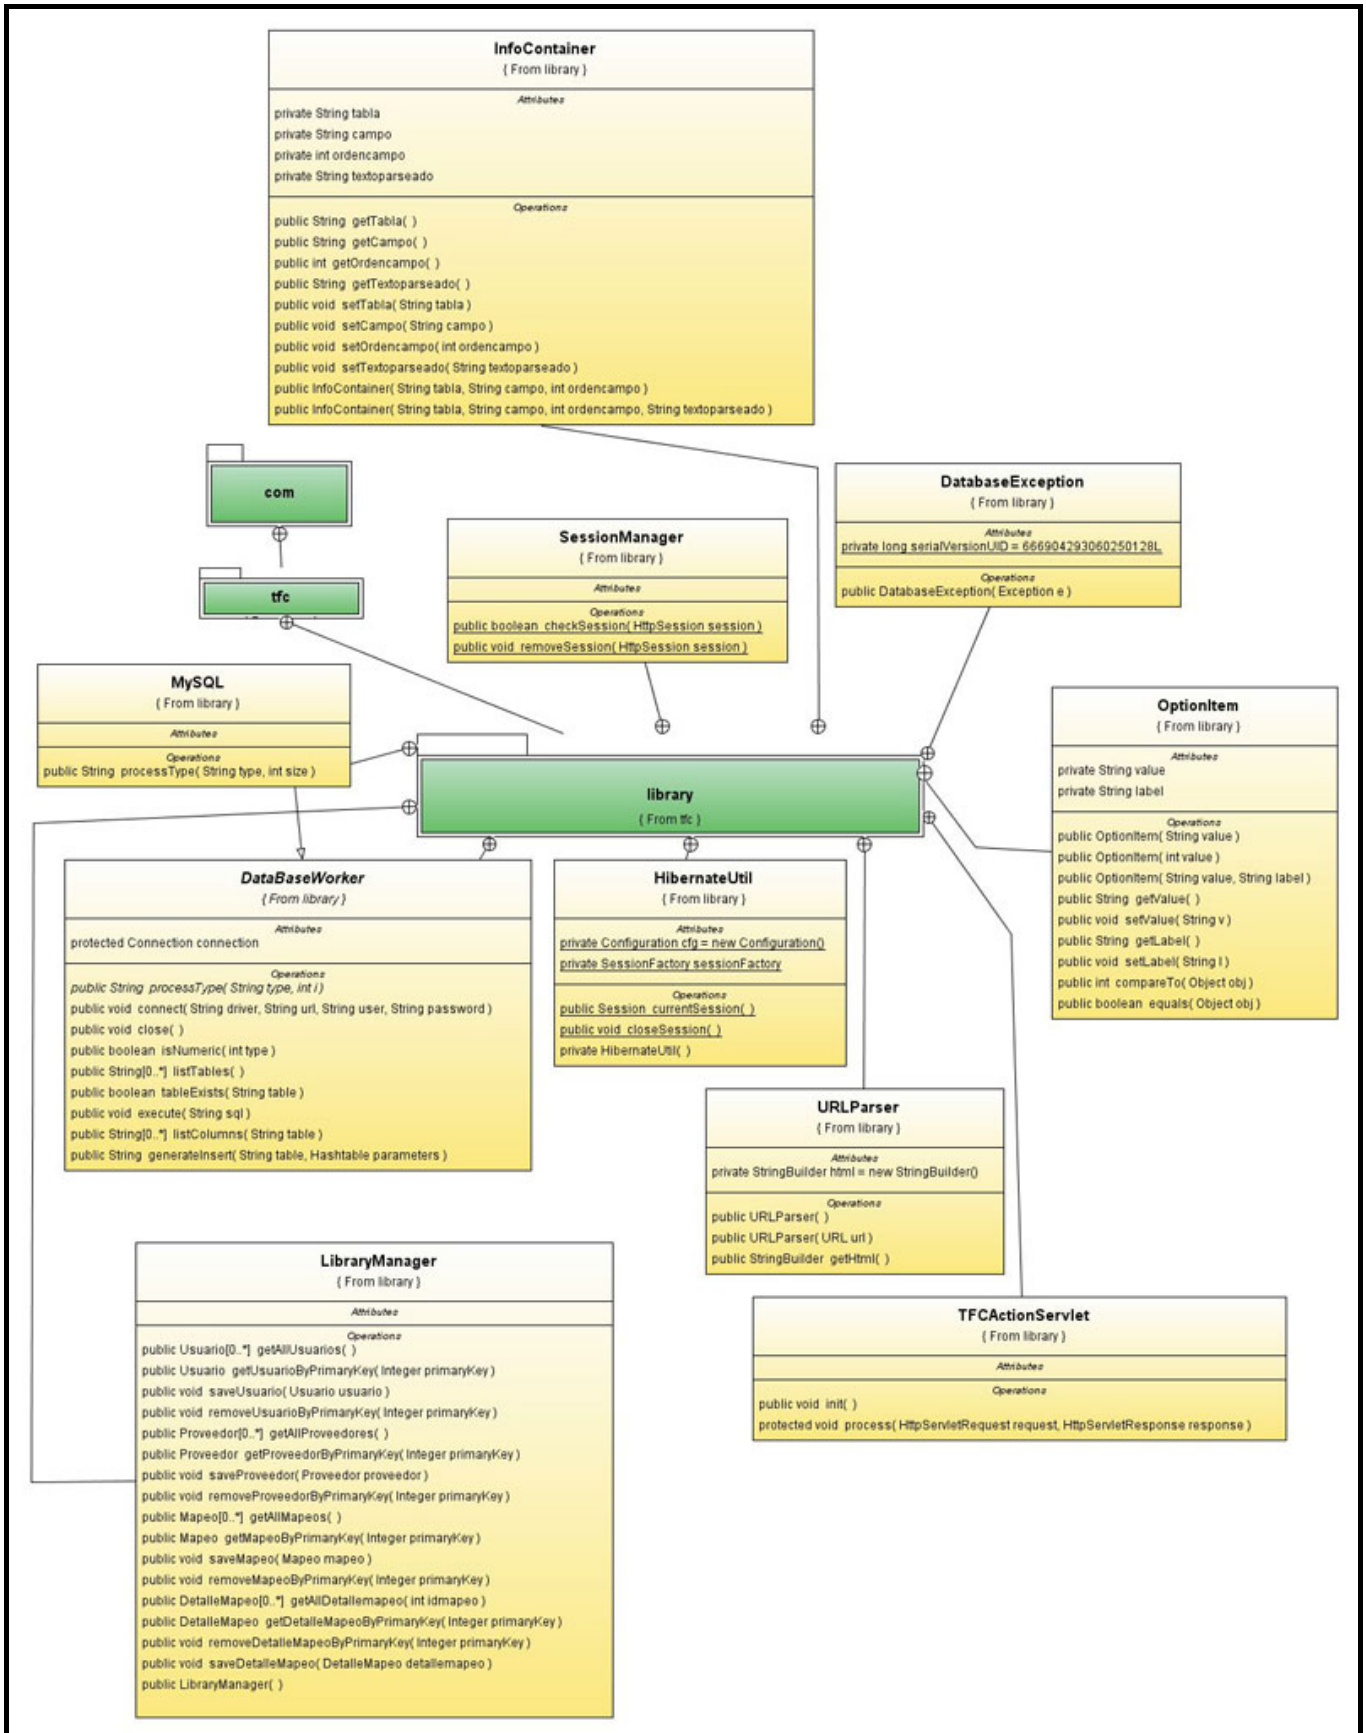 InfoContainer
{ From library }
Attributes
private String tabla
private String campo
private int ordencampo
private String textoparseado
Operations
public String getTabla( )
public String getCampo( )
public int getOrdencampo( )
public String getTextoparseado( )
public void setTabla( String tabla )
public void setCampo( String campo )
public void setOrdencampo( int ordencampo )
public void setTextoparseado( String textoparseado )
public InfoContainer( String tabla, String campo, int ordencampo )
public InfoContainer( String tabla, String campo, int ordencampo, String textoparseado )
com
tfc
DatabaseException
{ From library }
Attributes
private long serialVersionUID = 666904293060250128L
Operations
public DatabaseException( Exception e )
SessionManager
{ From library }
Attributes
Operations
public boolean checkSession( HttpSession session )
public void removeSession( HttpSession session )
MySQL
{ From library }
Attributes
Operations
public String processType( String type, int size )
library
{ From tfc }
OptionItem
{ From library }
Attributes
private String value
private String label
Operations
public OptionItem( String value )
public OptionItem( int value )
public OptionItem( String value, String label )
public String getValue( )
public void setValue( String v )
public String getLabel( )
public void setLabel( String l )
public int compareTo( Object obj )
public boolean equals( Object obj )
DataBaseWorker
{ From library }
Attributes
protected Connection connection
Operations
public String processType( String type, int i )
public void connect( String driver, String url, String user, String password )
public void close( )
public boolean isNumeric( int type )
public String[0..*] listTables( )
public boolean tableExists( String table )
public void execute( String sql )
public String[0..*] listColumns( String table )
public String generateInsert( String table, Hashtable parameters )
HibernateUtil
{ From library }
Attributes
private Configuration cfg = new Configuration()
private SessionFactory sessionFactory
Operations
public Session currentSession( )
public void closeSession( )
private HibernateUtil( )
URLParser
{ From library }
Attributes
private StringBuilder html = new StringBuilder()
Operations
public URLParser( )
public URLParser( URL url )
public StringBuilder getHtml( )
LibraryManager
{ From library }
Attributes
Operations
public Usuario[0..*] getAllUsuarios( )
public Usuario getUsuarioByPrimaryKey( Integer primaryKey )
public void saveUsuario( Usuario usuario )
public void removeUsuarioByPrimaryKey( Integer primaryKey )
public Proveedor[0..*] getAllProveedores( )
public Proveedor getProveedorByPrimaryKey( Integer primaryKey )
public void saveProveedor( Proveedor proveedor )
public void removeProveedorByPrimaryKey( Integer primaryKey )
public Mapeo[0..*] getAllMapeos( )
public Mapeo getMapeoByPrimaryKey( Integer primaryKey )
public void saveMapeo( Mapeo mapeo )
public void removeMapeoByPrimaryKey( Integer primaryKey )
public DetalleMapeo[0..*] getAllDetallemapeo( int idmapeo )
public DetalleMapeo getDetalleMapeoByPrimaryKey( Integer primaryKey )
public void removeDetalleMapeoByPrimaryKey( Integer primaryKey )
public void saveDetalleMapeo( DetalleMapeo detallemapeo )
public LibraryManager( )
TFCActionServlet
{ From library }
Attributes
Operations
public void init( )
protected void process( HttpServletRequest request, HttpServletResponse response )